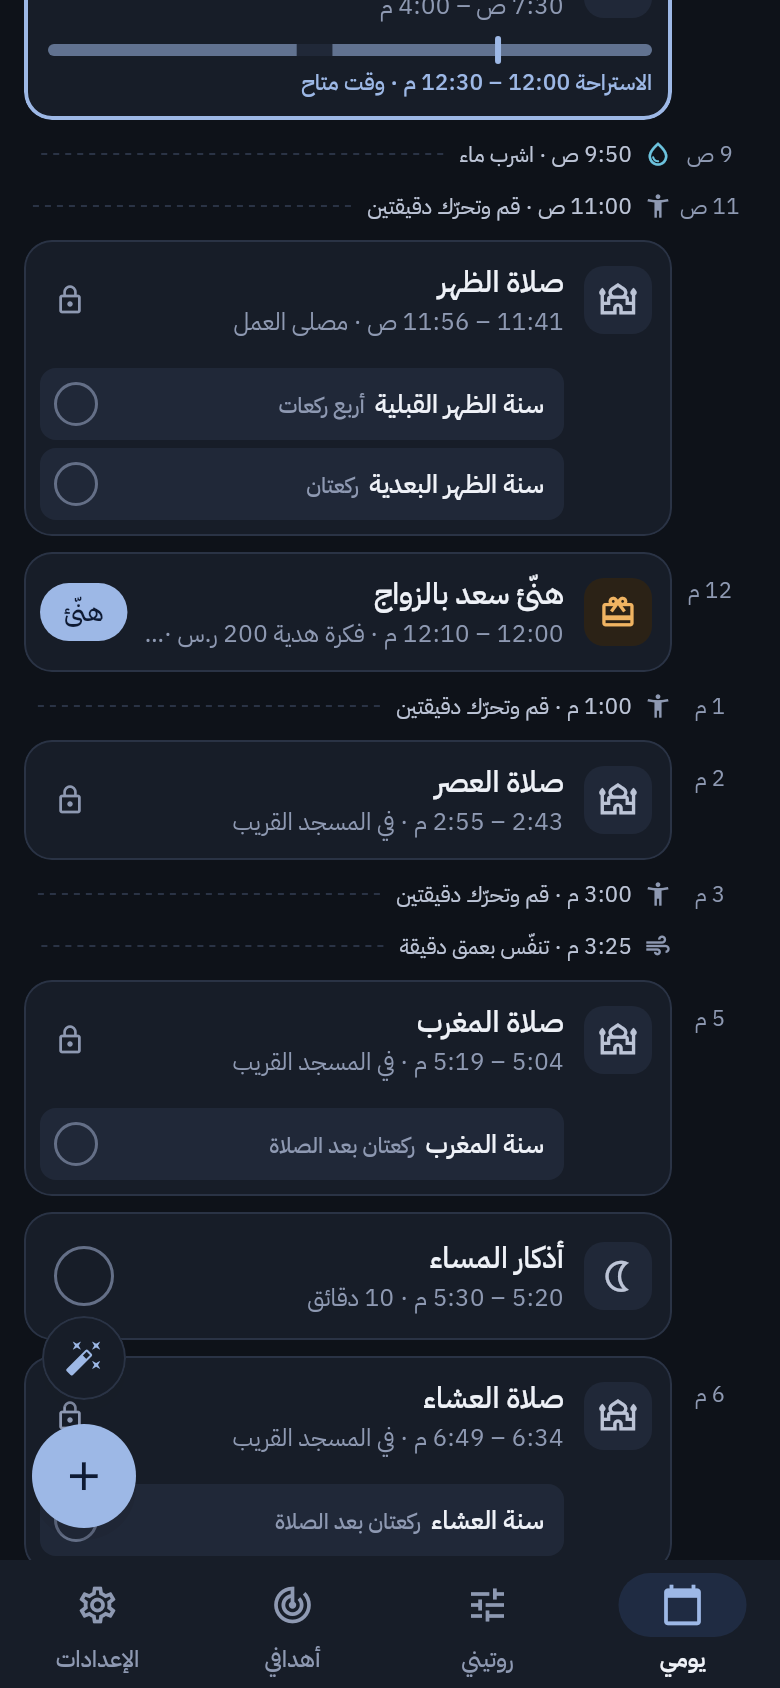 7:30 ص – 4:00 م
الاستراحة 12:00 – 12:30 م · وقت متاح
9 ص
9:50 ص · اشرب ماء
11 ص
11:00 ص · قم وتحرّك دقيقتين
صلاة الظهر
11:41 – 11:56 ص · مصلى العمل
سنة الظهر القبلية أربع ركعات
سنة الظهر البعدية ركعتان
12 م
هنّئ سعد بالزواج
12:00 – 12:10 م · فكرة هدية 200 ر.س ·…
هنّئ
1 م
1:00 م · قم وتحرّك دقيقتين
2 م
صلاة العصر
2:43 – 2:55 م · في المسجد القريب
3 م
3:00 م · قم وتحرّك دقيقتين
3:25 م · تنفّس بعمق دقيقة
5 م
صلاة المغرب
5:04 – 5:19 م · في المسجد القريب
سنة المغرب ركعتان بعد الصلاة
أذكار المساء
5:20 – 5:30 م · 10 دقائق
6 م
صلاة العشاء
6:34 – 6:49 م · في المسجد القريب
سنة العشاء ركعتان بعد الصلاة
يومي
روتيني
أهدافي
الإعدادات